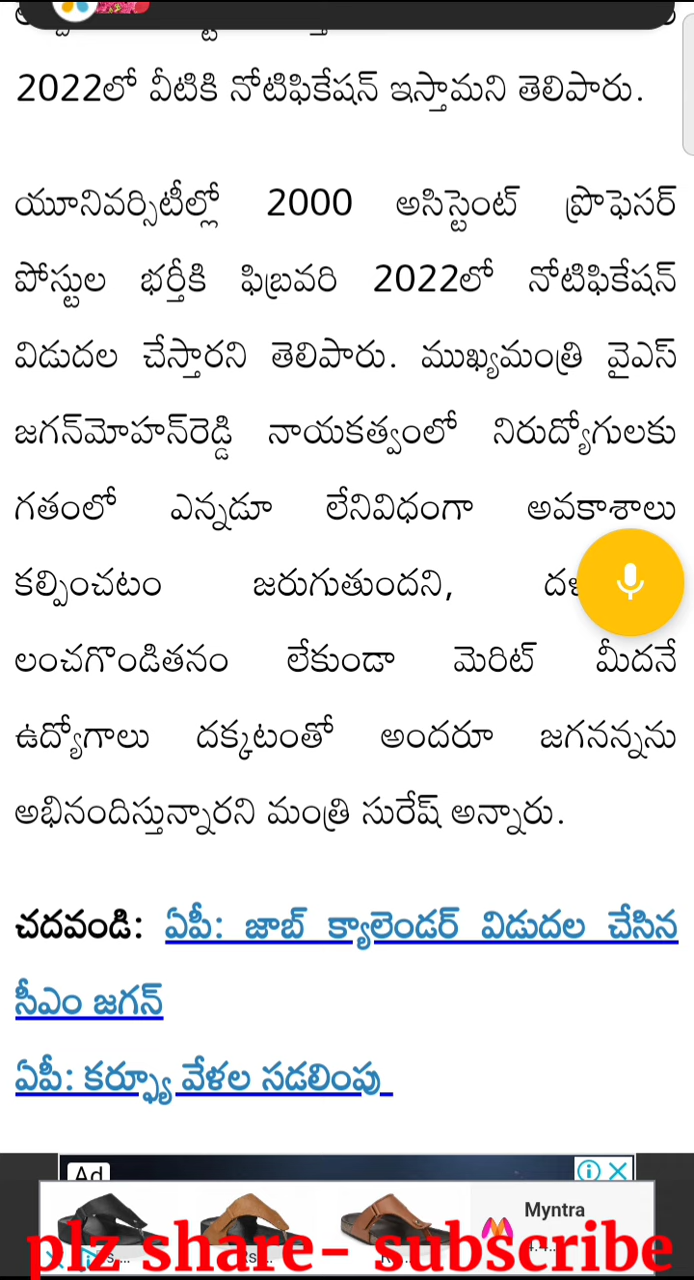 2022లో వీటికి నోటిఫికేషన్ ఇస్తామని తెలిపారు.
యూనివర్సిటీల్లో 2000 అసిస్టెంట్ ప్రొఫెసర్
పోస్టుల భర్తీకి ఫిబ్రవరి 2022లో నోటిఫికేషన్
విడుదల చేస్తారని తెలిపారు. ముఖ్యమంత్రి వైఎస్
జగన్‌మోహన్‌రెడ్డి నాయకత్వంలో నిరుద్యోగులకు
గతంలో ఎన్నడూ లేనివిధంగా అవకాశాలు
కల్పించటం జరుగుతుందని,
లంచగొండితనం లేకుండా మెరిట్ మీదనే
ఉద్యోగాలు దక్కటంతో అందరూ జగనన్నను
అభినందిస్తున్నారని మంత్రి సురేష్ అన్నారు.
చదవండి: ఏపీ: జాబ్ క్యాలెండర్ విడుదల చేసిన
సీఎం జగన్
ఏపీ: కర్ఫ్యూ వేళల సడలింపు
Ad
Myntra
plz share- subscribe